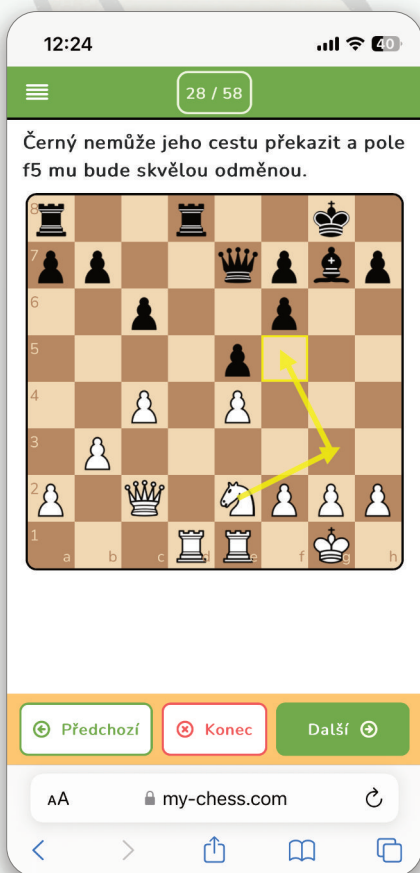 12:24
40
28 / 58
Černý nemůže jeho cestu překazit a pole
f5 mu bude skvělou odměnou.
8
7
6
5
4
3
2
1
a b c d e f g h
Předchozí Konec Další
AA my-chess.com